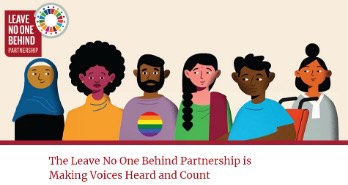 LEAVE
NO ONE
BEHIND
PARTNERSHIP
The Leave No One Behind Partnership is
Making Voices Heard and Count